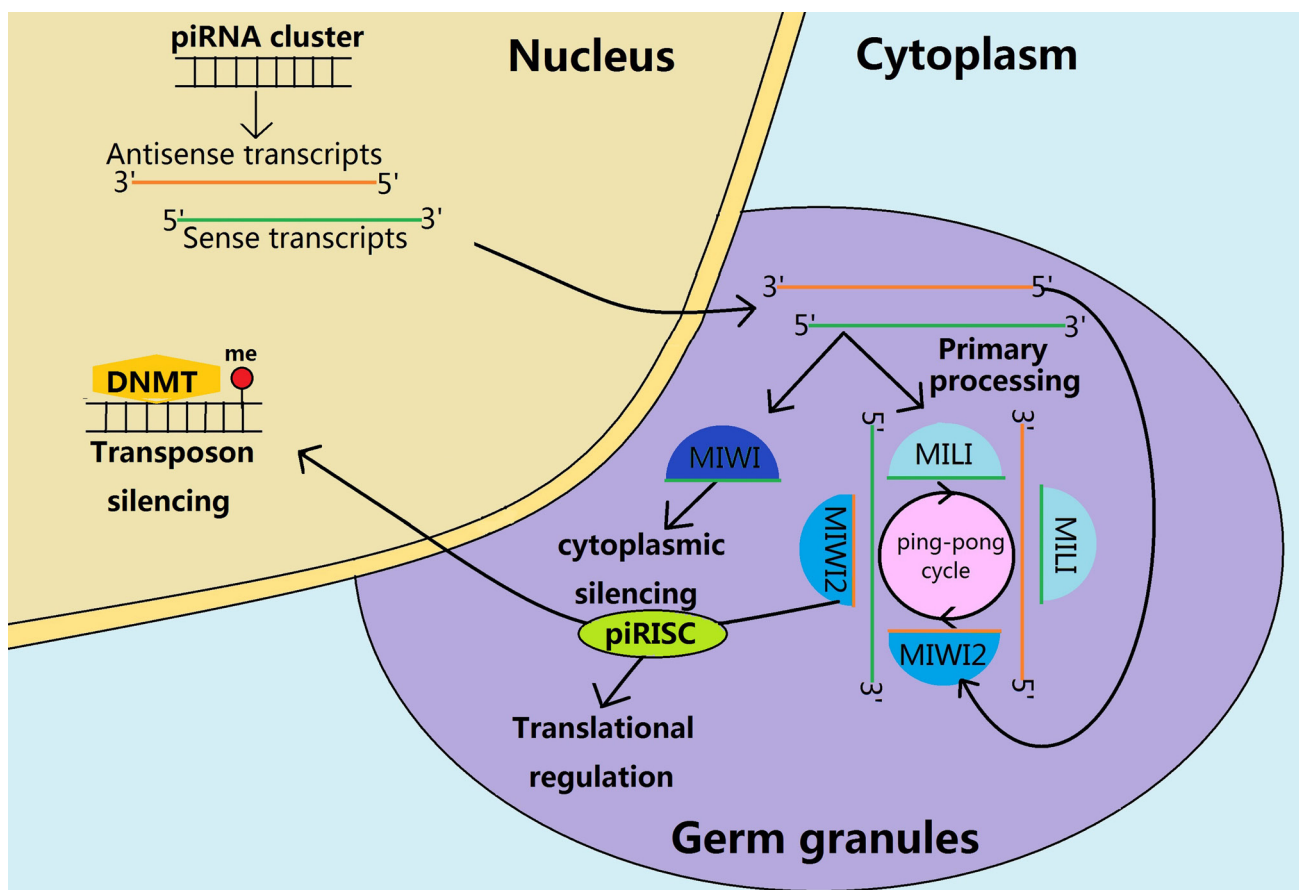 piRNA cluster
Nucleus
Cytoplasm
Antisense transcripts
3' 5'
5' 3'
Sense transcripts
3' 5'
5' 3'
Primary
processing
me
DNMT
Transposon
silencing
MIWI
cytoplasmic
silencing
piRISC
Translational
regulation
5'
3'
MILI
MIWI2
ping-pong
cycle
MILI
MIWI2
3'
5'
Germ granules